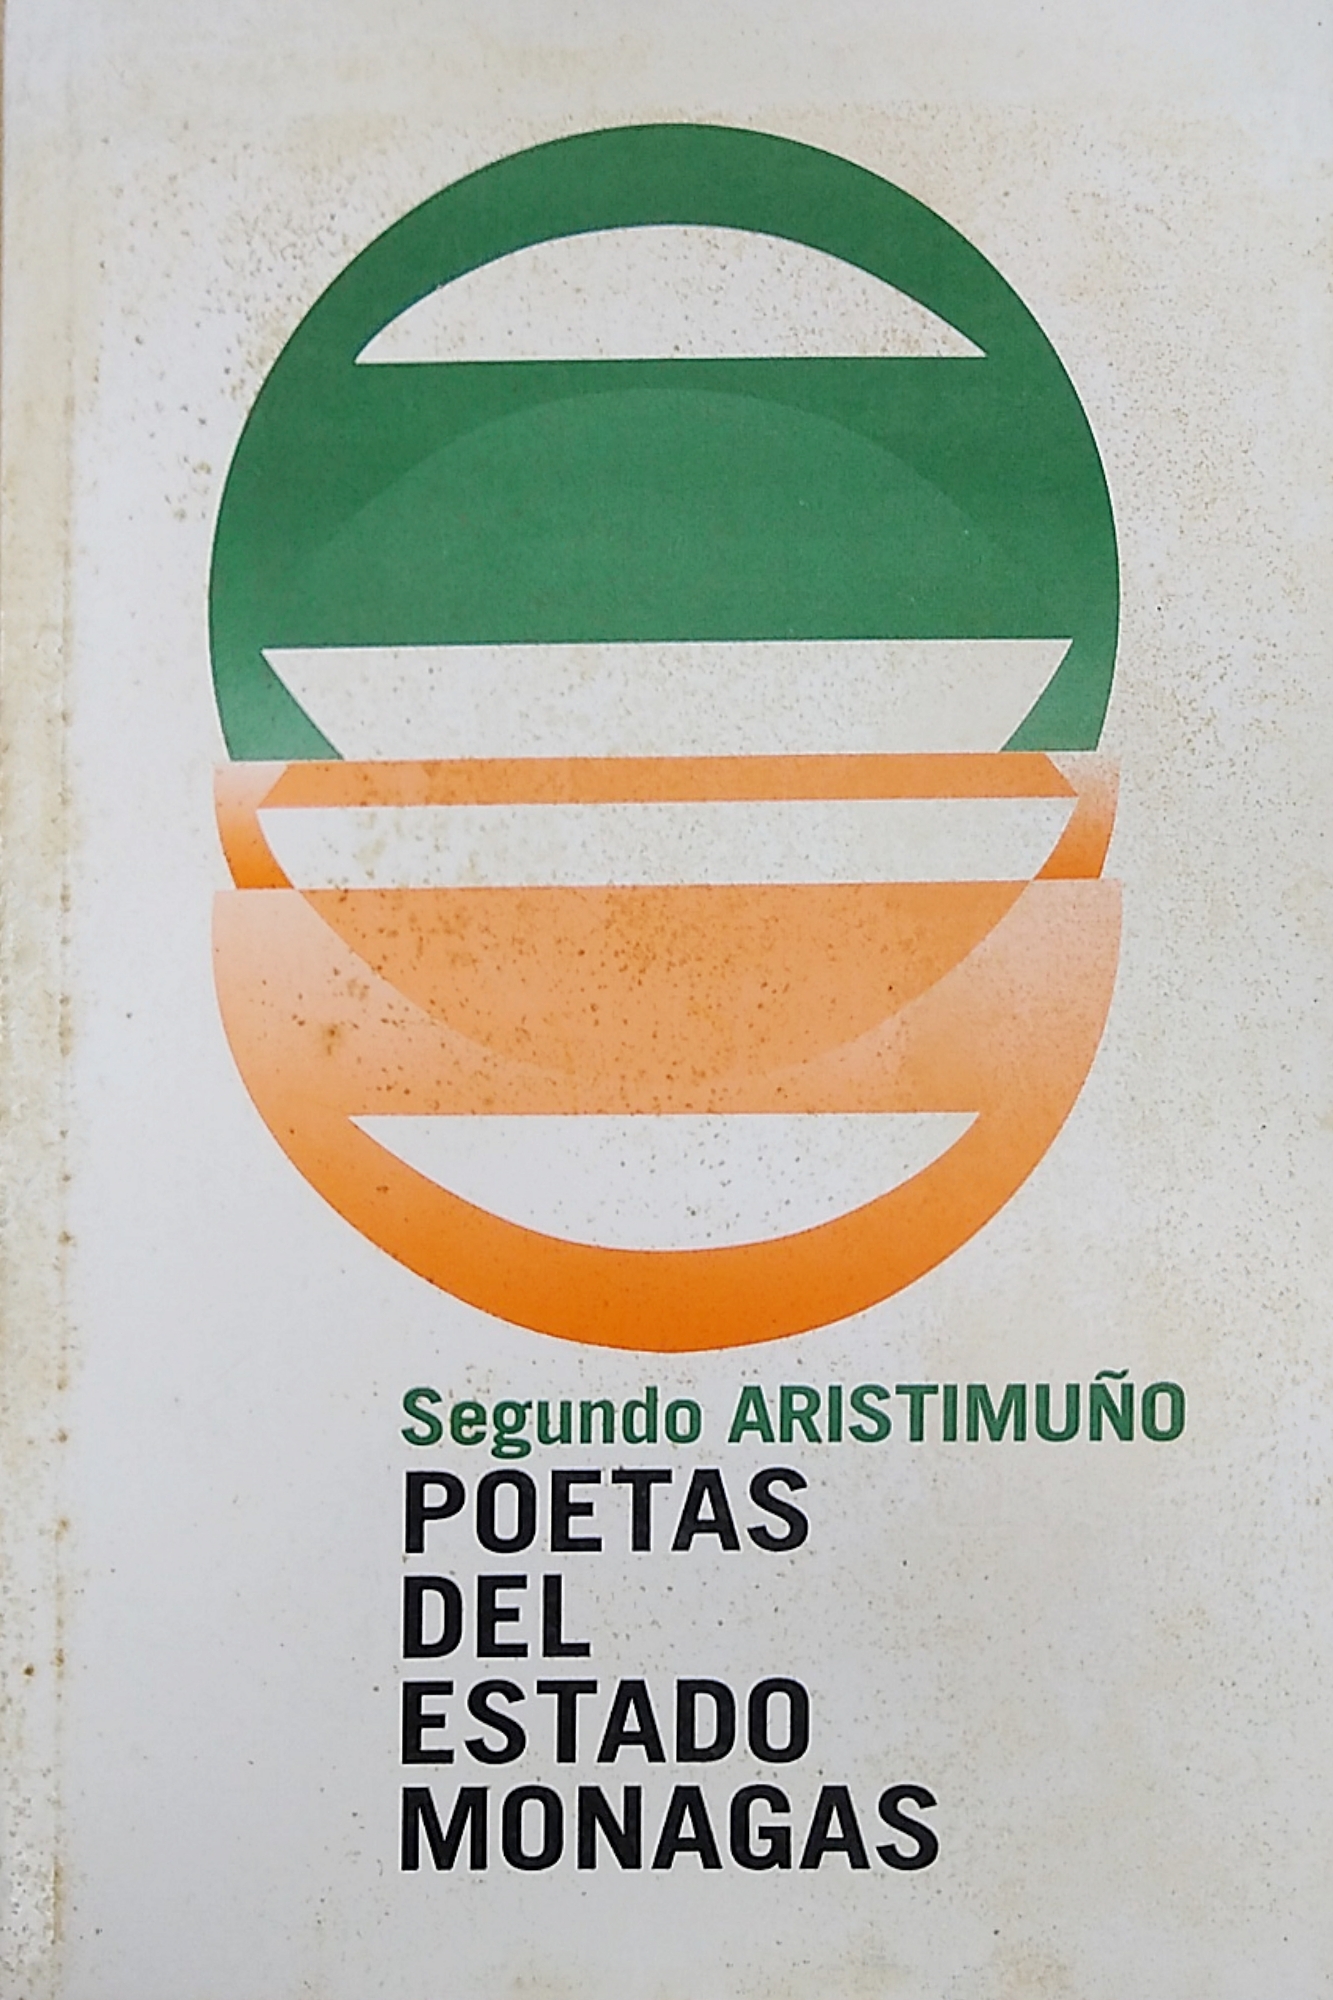 Segundo ARISTIMUÑO
POETAS
DEL
ESTADO
MONAGAS